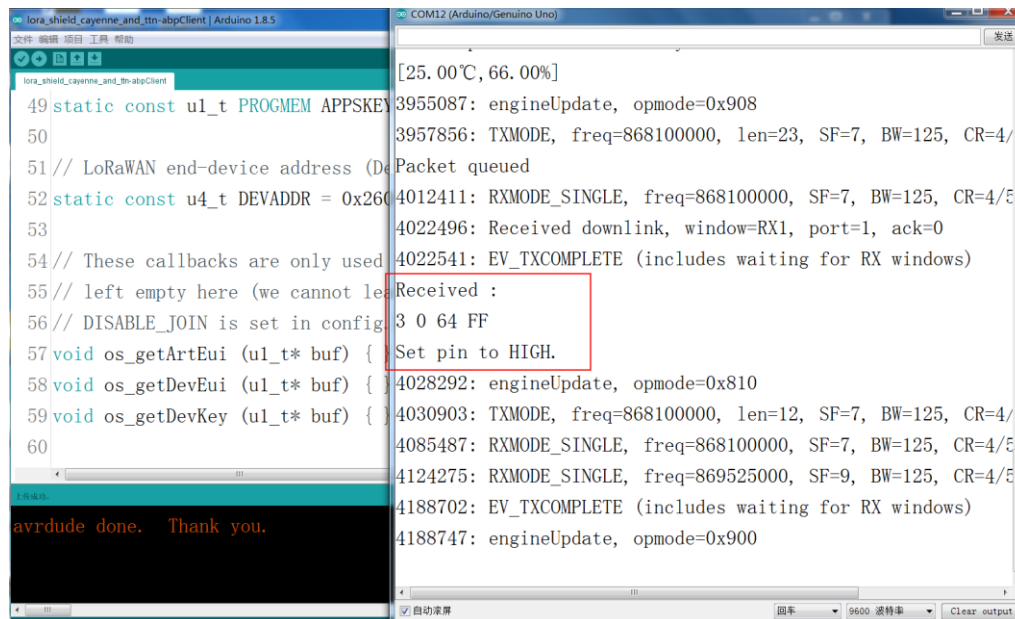 lora_shield_cayenne_and_ttn-abpClient | Arduino 1.8.5
文件 编辑 项目 工具 帮助
lora_shield_cayenne_and_ttn-abpClient
49 static const u1_t PROGMEM APPSKEY
50
51 // LoRaWAN end-device address (De
52 static const u4_t DEVADDR = 0x260
53
54 // These callbacks are only used
55 // left empty here (we cannot lea
56 // DISABLE_JOIN is set in config.
57 void os_getArtEui (u1_t* buf) { }
58 void os_getDevEui (u1_t* buf) { }
59 void os_getDevKey (u1_t* buf) { }
60
上传成功。
avrdude done. Thank you.
COM12 (Arduino/Genuino Uno)
发送
[25.00℃,66.00%]
3955087: engineUpdate, opmode=0x908
3957856: TXMODE, freq=868100000, len=23, SF=7, BW=125, CR=4/
Packet queued
4012411: RXMODE_SINGLE, freq=868100000, SF=7, BW=125, CR=4/5
4022496: Received downlink, window=RX1, port=1, ack=0
4022541: EV_TXCOMPLETE (includes waiting for RX windows)
Received :
3 0 64 FF
Set pin to HIGH.
4028292: engineUpdate, opmode=0x810
4030903: TXMODE, freq=868100000, len=12, SF=7, BW=125, CR=4/
4085487: RXMODE_SINGLE, freq=868100000, SF=7, BW=125, CR=4/5
4124275: RXMODE_SINGLE, freq=869525000, SF=9, BW=125, CR=4/5
4188702: EV_TXCOMPLETE (includes waiting for RX windows)
4188747: engineUpdate, opmode=0x900
自动滚屏
回车
9600 波特率
Clear output